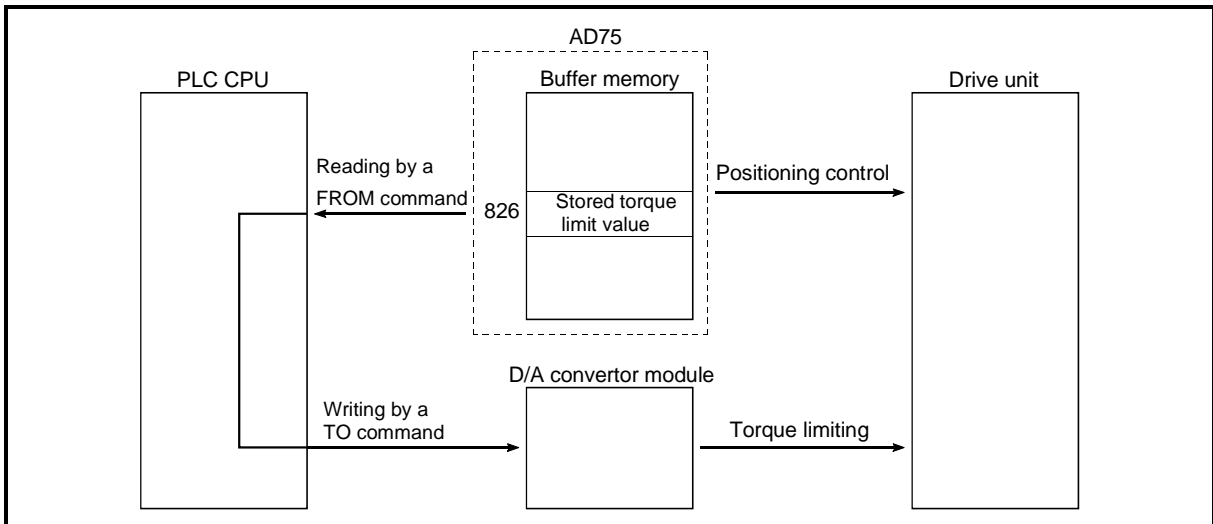 AD75
PLC CPU
Buffer memory
Drive unit
Reading by a
FROM command
826
Stored torque
limit value
Positioning control
D/A convertor module
Writing by a
TO command
Torque limiting